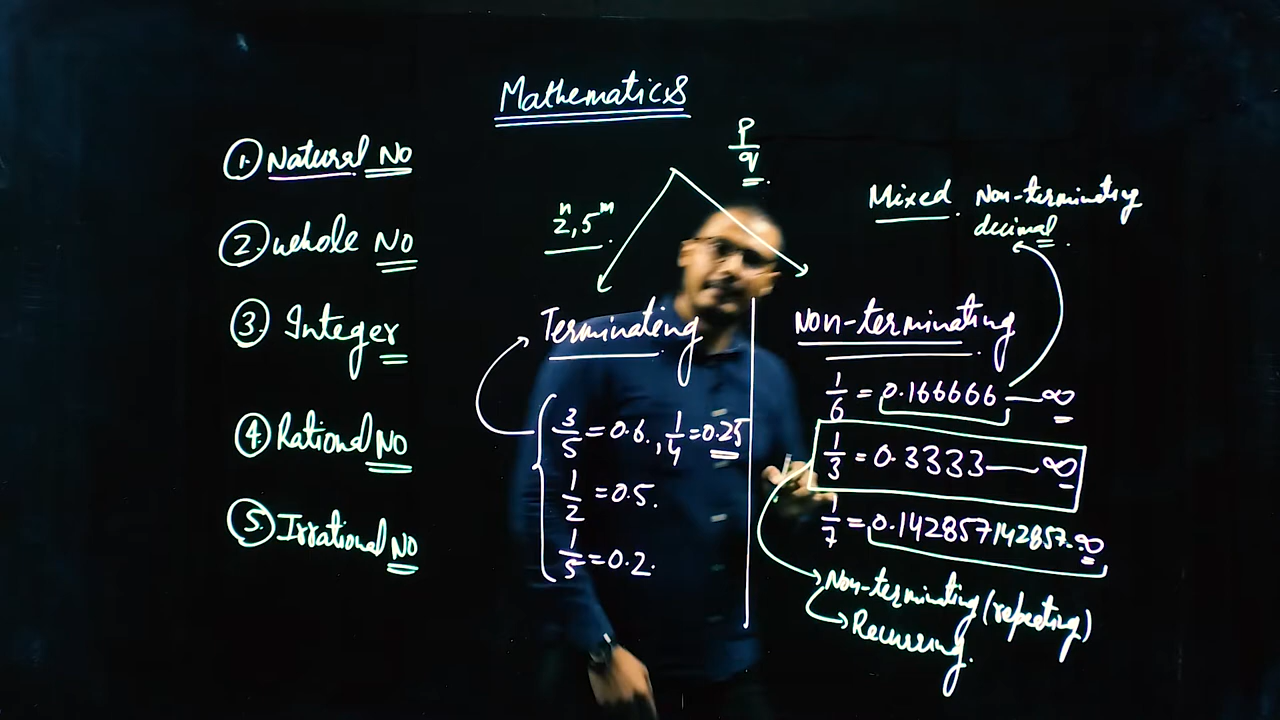 Mathematics
① Natural No
② Whole No
③ Integer
④ Rational No
⑤ Irrational No
p/q
2ⁿ, 5ᵐ
Terminating
3/5 = 0.6, 1/4 = 0.25
1/2 = 0.5.
1/5 = 0.2.
Mixed Non-terminating
decimal.
Non-terminating
1/6 = 0.166666 — ∞
1/3 = 0.3333 — ∞
1/7 = 0.142857142857.. ∞
Non-terminating (repeating)
Recurring.